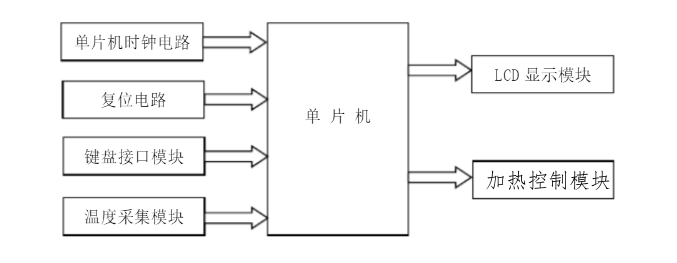 单片机时钟电路
复位电路
键盘接口模块
温度采集模块
单片机
LCD 显示模块
加热控制模块